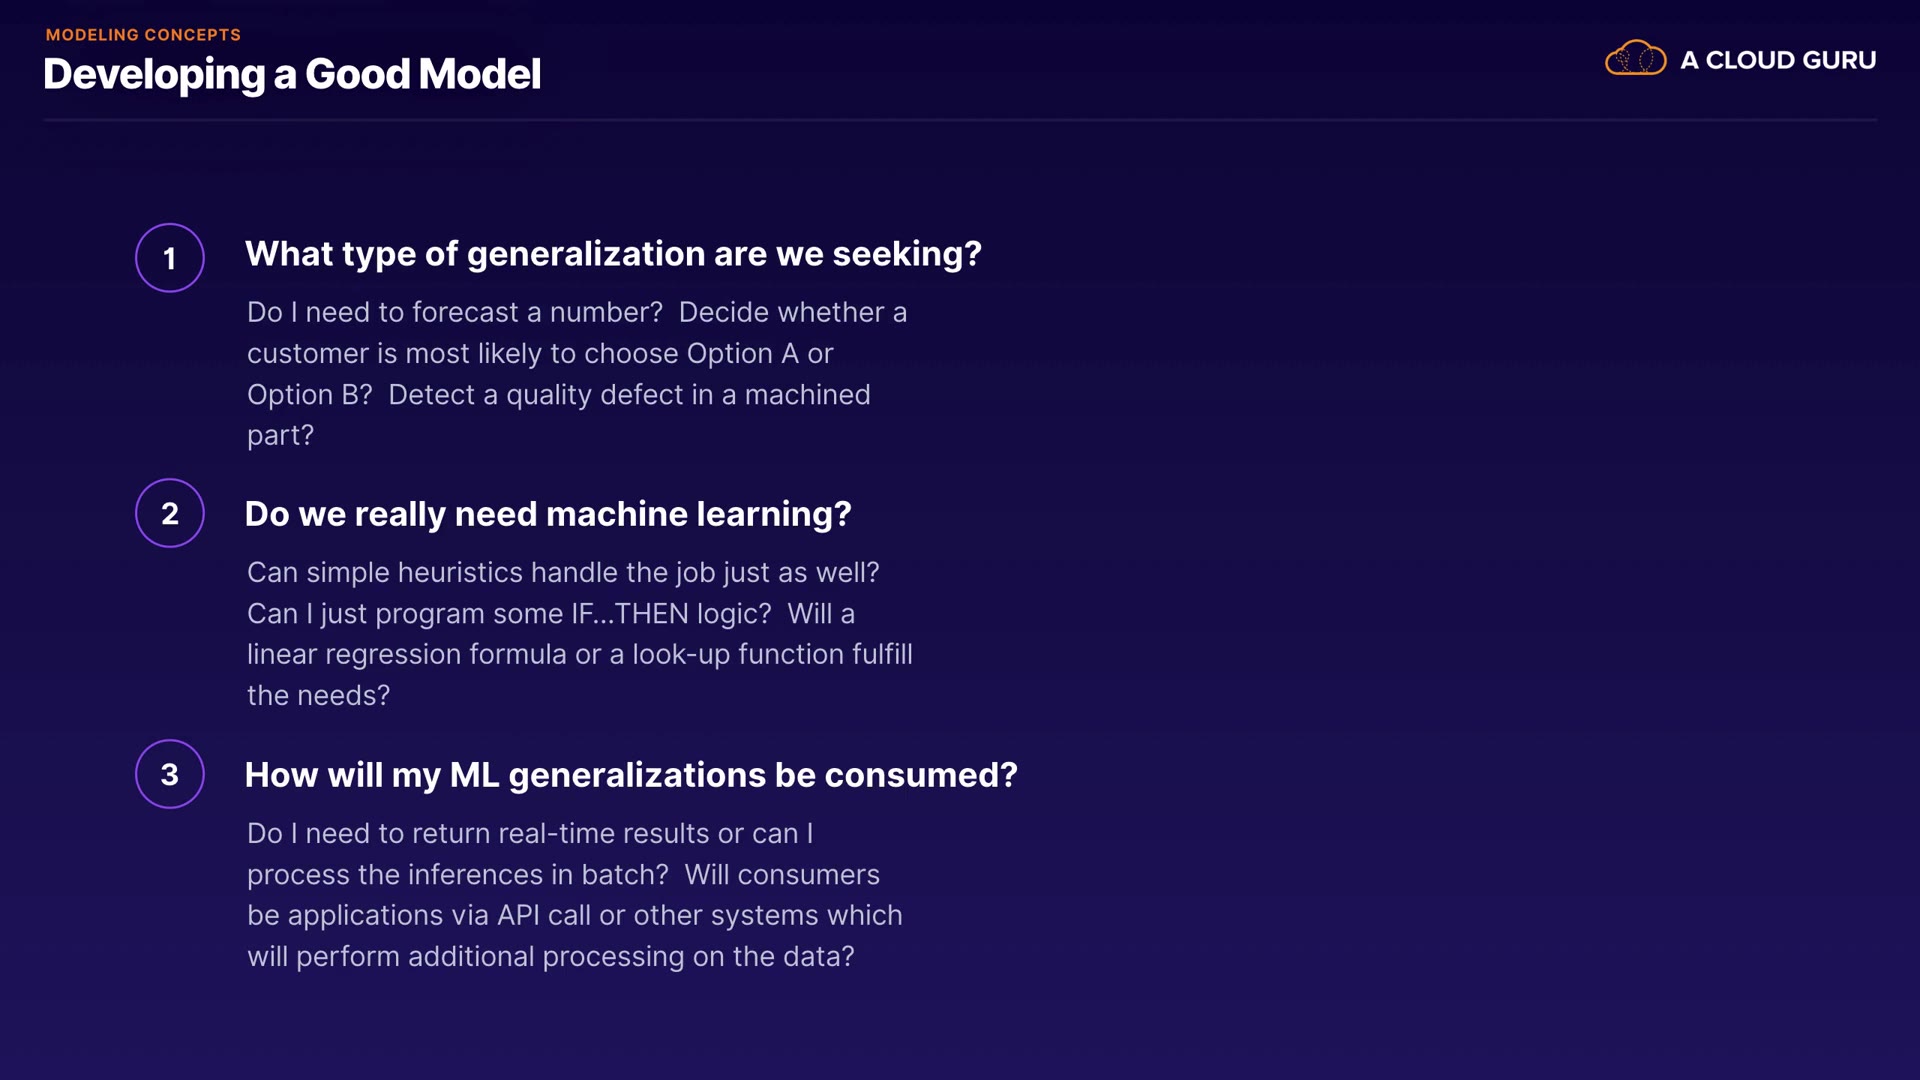 MODELING CONCEPTS
Developing a Good Model
A CLOUD GURU
1
What type of generalization are we seeking?
Do I need to forecast a number?  Decide whether a
customer is most likely to choose Option A or
Option B?  Detect a quality defect in a machined
part?
2
Do we really need machine learning?
Can simple heuristics handle the job just as well?
Can I just program some IF...THEN logic?  Will a
linear regression formula or a look-up function fulfill
the needs?
3
How will my ML generalizations be consumed?
Do I need to return real-time results or can I
process the inferences in batch?  Will consumers
be applications via API call or other systems which
will perform additional processing on the data?